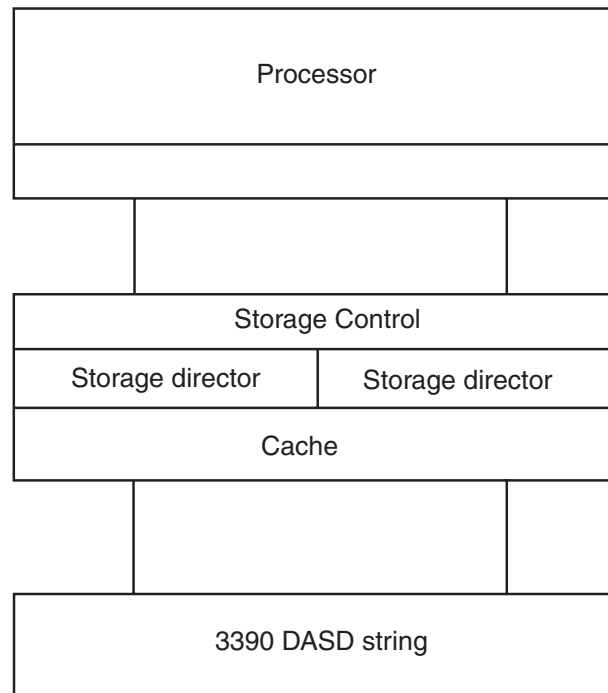 Processor
Storage Control
Storage director
Storage director
Cache
3390 DASD string